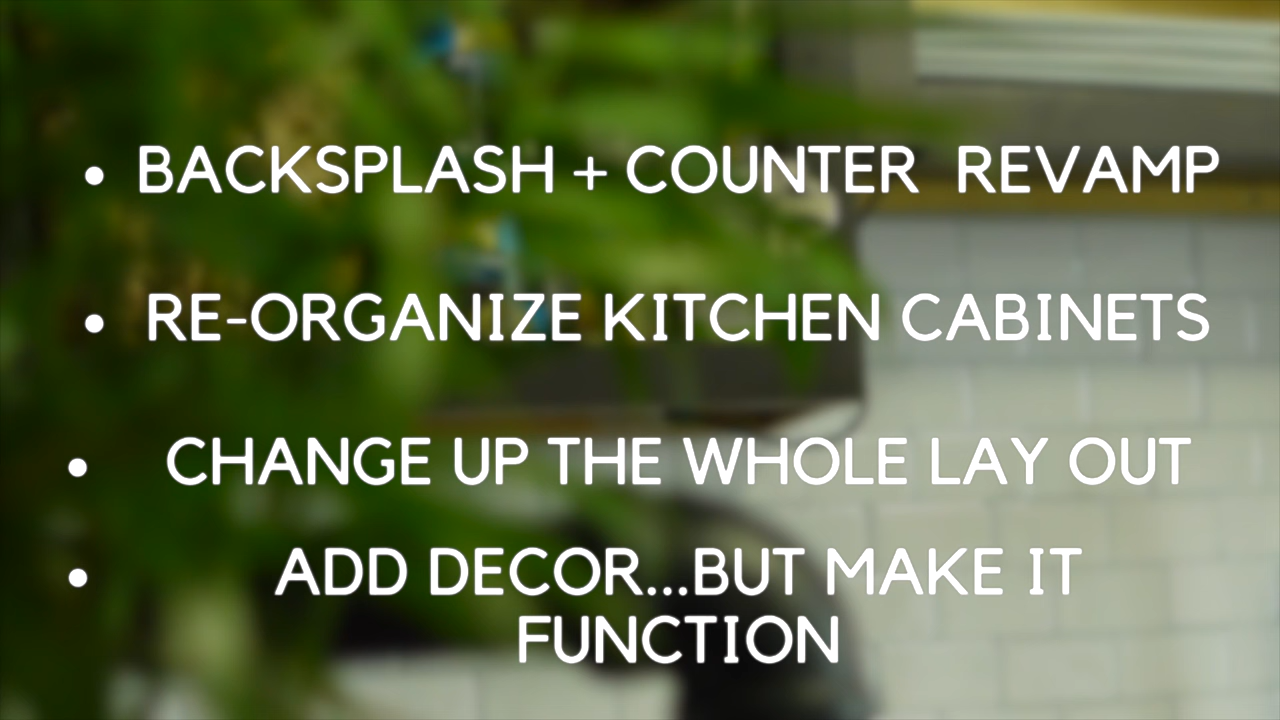 • BACKSPLASH + COUNTER  REVAMP
• RE-ORGANIZE KITCHEN CABINETS
• CHANGE UP THE WHOLE LAY OUT
• ADD DECOR...BUT MAKE IT
FUNCTION